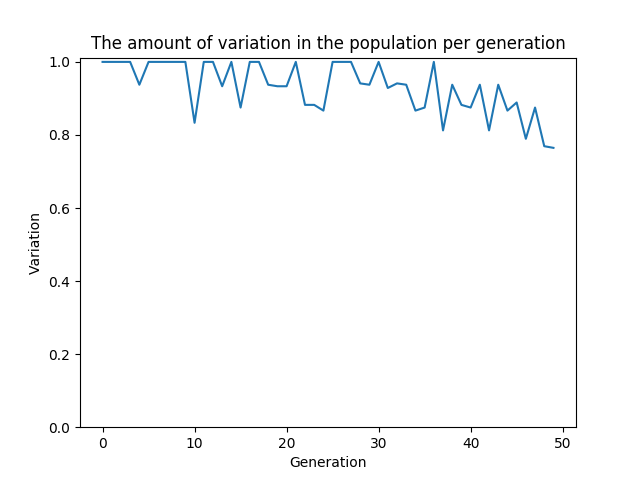 The amount of variation in the population per generation
1.0
0.8
0.6
0.4
0.2
0.0
Variation
0 10 20 30 40 50
Generation